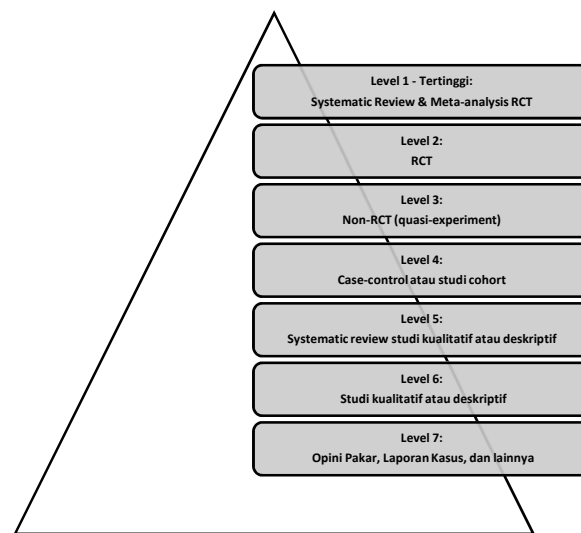 Level 1 - Tertinggi:
Systematic Review & Meta-analysis RCT
Level 2:
RCT
Level 3:
Non-RCT (quasi-experiment)
Level 4:
Case-control atau studi cohort
Level 5:
Systematic review studi kualitatif atau deskriptif
Level 6:
Studi kualitatif atau deskriptif
Level 7:
Opini Pakar, Laporan Kasus, dan lainnya